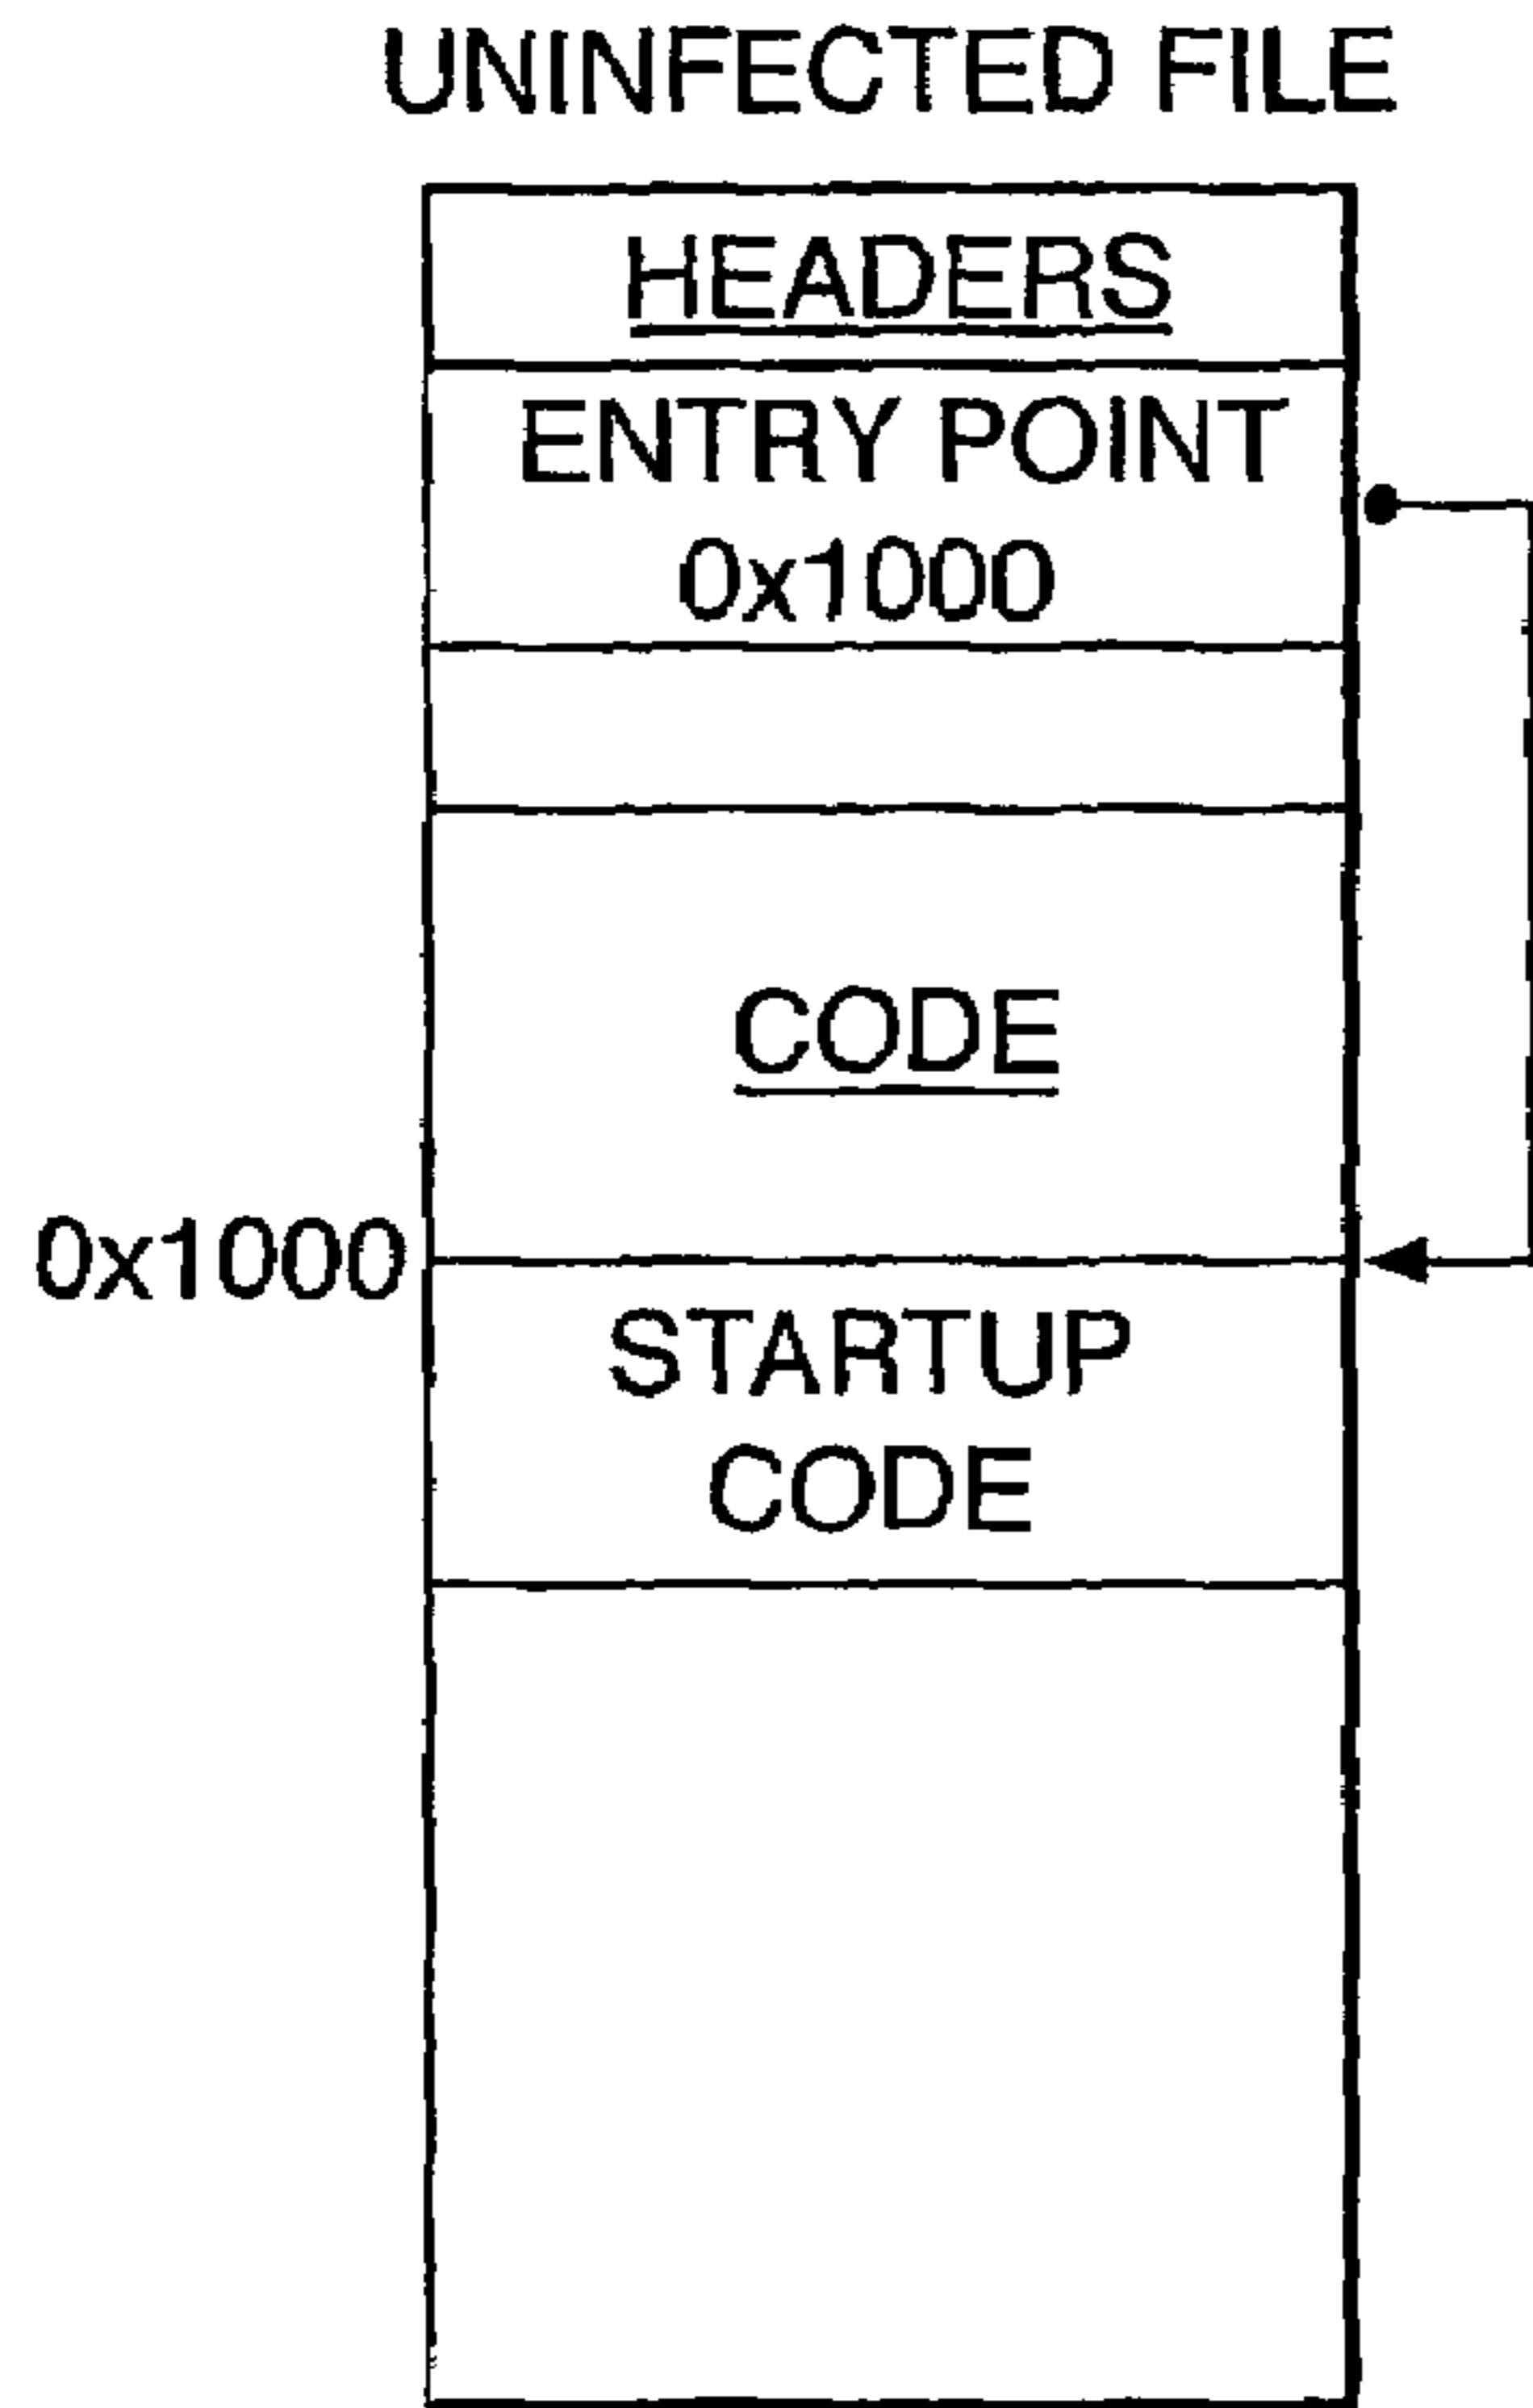 UNINFECTED FILE
HEADERS
ENTRY POINT
0x1000
CODE
0x1000
STARTUP
CODE